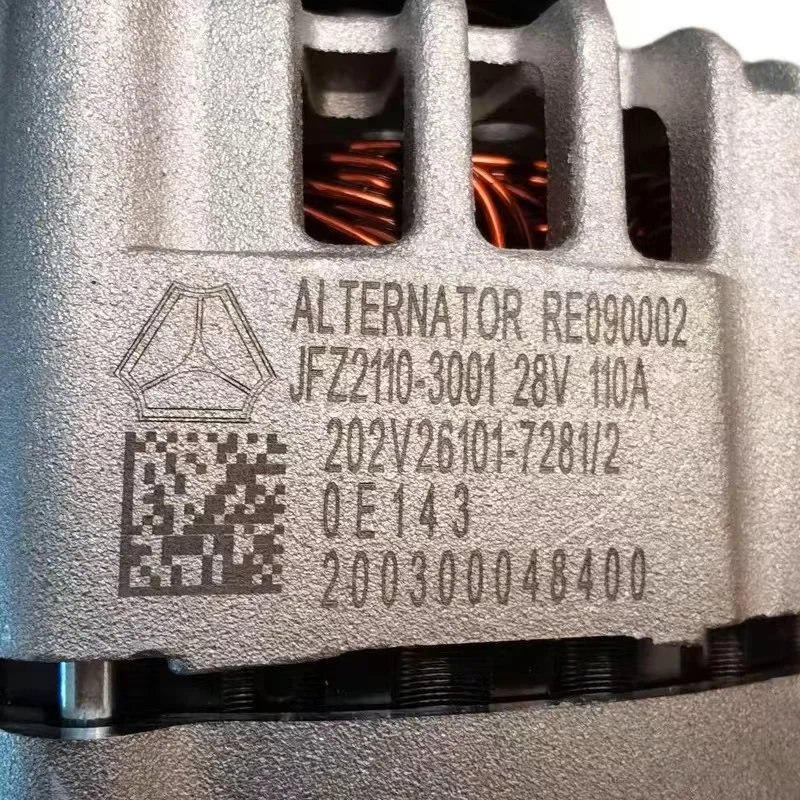 ALTERNATOR RE090002
JFZ2110-3001 28V 110A
202V26101-7281/2
0E143
200300048400